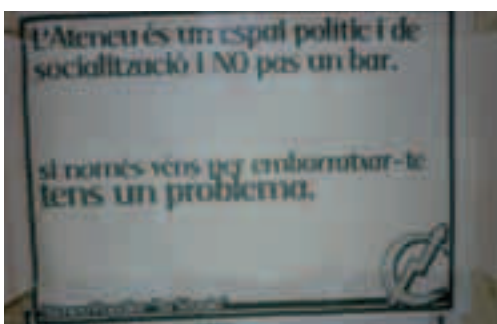 L'Ateneu és un espai polític i de
socialització i NO pas un bar.
si només véns per emborratxar-te
tens un problema.